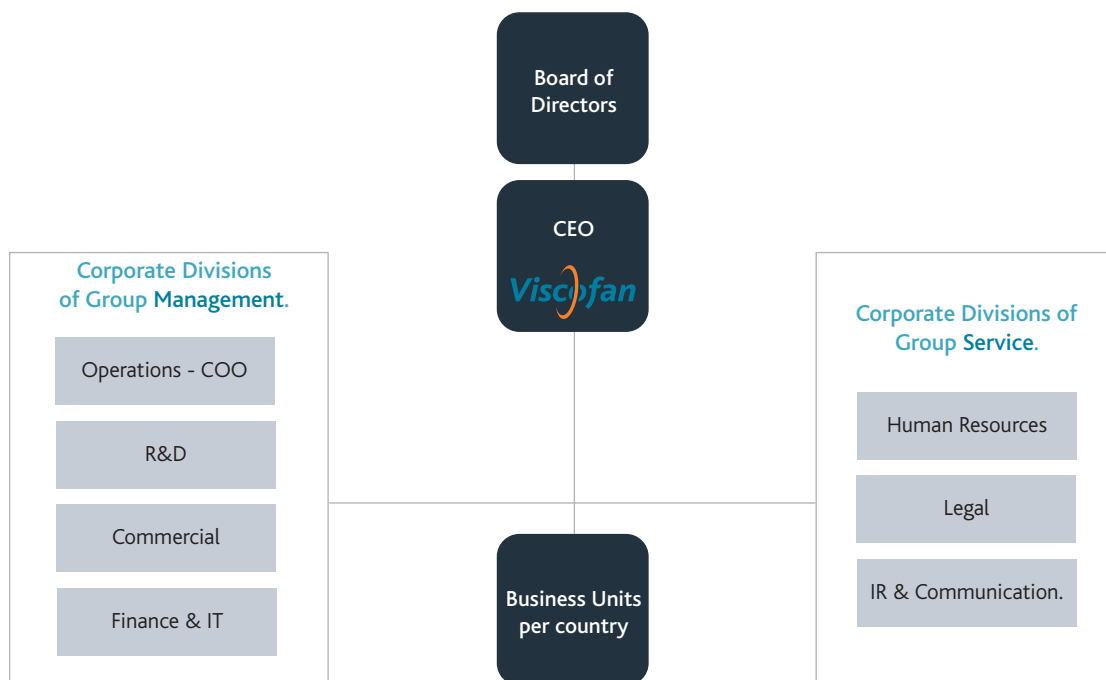 Board of
Directors
CEO
Viscofan
Corporate Divisions
of Group Management.
Operations - COO
R&D
Commercial
Finance & IT
Corporate Divisions of
Group Service.
Human Resources
Legal
IR & Communication.
Business Units
per country